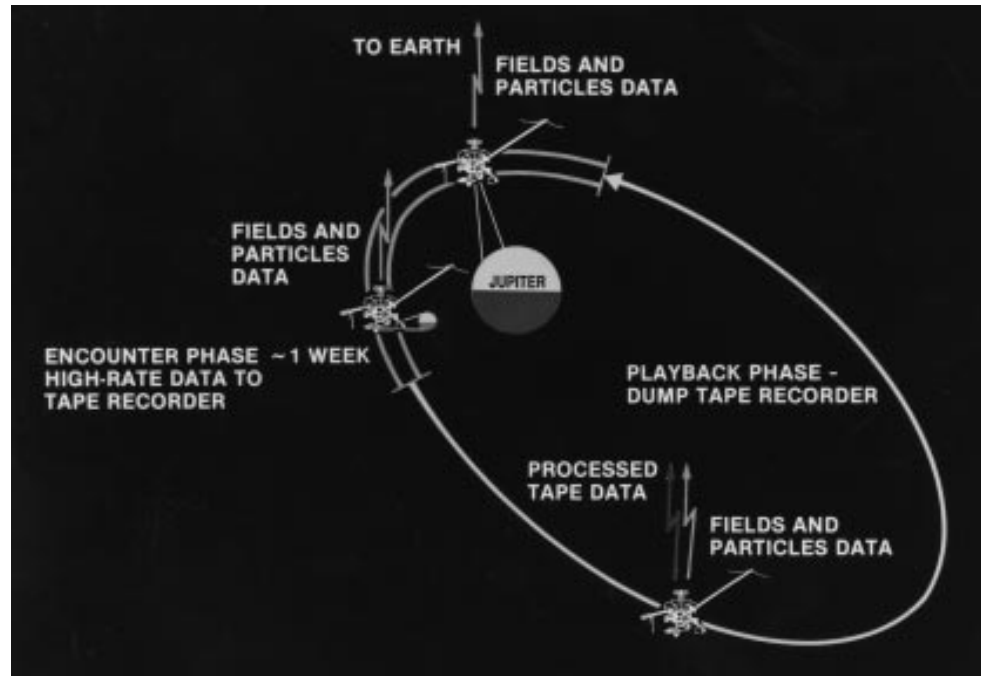 TO EARTH
FIELDS AND
PARTICLES DATA
FIELDS AND
PARTICLES
DATA
JUPITER
ENCOUNTER PHASE ~1 WEEK
HIGH-RATE DATA TO
TAPE RECORDER
PLAYBACK PHASE -
DUMP TAPE RECORDER
PROCESSED
TAPE DATA
FIELDS AND
PARTICLES DATA